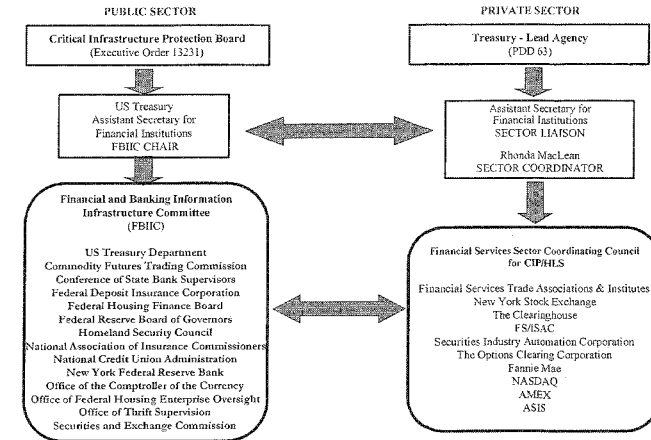 PUBLIC SECTOR
Critical Infrastructure Protection Board
(Executive Order 13231)
US Treasury
Assistant Secretary for
Financial Institutions
FBIIC CHAIR
Financial and Banking Information
Infrastructure Committee
(FBIIC)
US Treasury Department
Commodity Futures Trading Commission
Conference of State Bank Supervisors
Federal Deposit Insurance Corporation
Federal Housing Finance Board
Federal Reserve Board of Governors
Homeland Security Council
National Association of Insurance Commissioners
National Credit Union Administration
New York Federal Reserve Bank
Office of the Comptroller of the Currency
Office of Federal Housing Enterprise Oversight
Office of Thrift Supervision
Securities and Exchange Commission
PRIVATE SECTOR
Treasury - Lead Agency
(PDD 63)
Assistant Secretary for
Financial Institutions
SECTOR LIAISON
Rhonda MacLean
SECTOR COORDINATOR
Financial Services Sector Coordinating Council
for CIP/HLS
Financial Services Trade Associations & Institutes
New York Stock Exchange
The Clearinghouse
FS/ISAC
Securities Industry Automation Corporation
The Options Clearing Corporation
Fannie Mae
NASDAQ
AMEX
ASIS